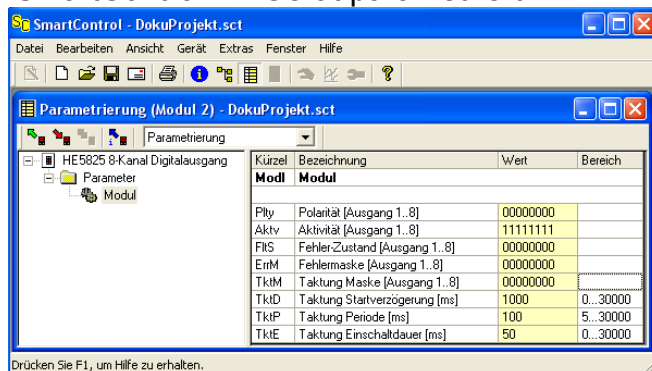 SmartControl - DokuProjekt.sct
Datei Bearbeiten Ansicht Gerät Extras Fenster Hilfe
Parametrierung (Modul 2) - DokuProjekt.sct
Parametrierung
HE5825 8-Kanal Digitalausgang
Parameter
Modul
Kürzel Bezeichnung Wert Bereich
Modl Modul
Plty Polarität [Ausgang 1..8] 00000000
Aktv Aktivität [Ausgang 1..8] 11111111
FltS Fehler-Zustand [Ausgang 1..8] 00000000
ErrM Fehlermaske [Ausgang 1..8] 00000000
TktM Taktung Maske [Ausgang 1..8] 00000000
TktD Taktung Startverzögerung [ms] 1000 0...30000
TktP Taktung Periode [ms] 100 5...30000
TktE Taktung Einschaltdauer [ms] 50 0...30000
Drücken Sie F1, um Hilfe zu erhalten.